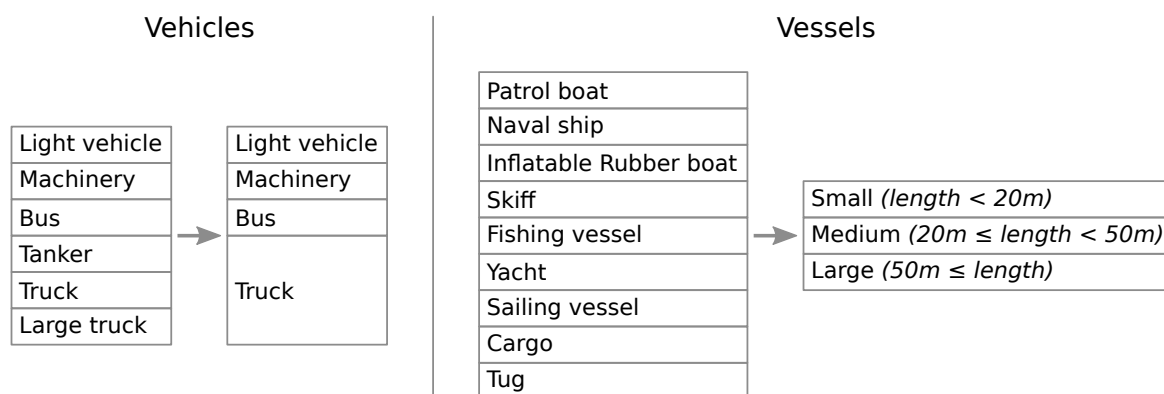 Vehicles
Light vehicle
Machinery
Bus
Tanker
Truck
Large truck
Light vehicle
Machinery
Bus
Truck
Vessels
Patrol boat
Naval ship
Inflatable Rubber boat
Skiff
Fishing vessel
Yacht
Sailing vessel
Cargo
Tug
Small (length < 20m)
Medium (20m ≤ length < 50m)
Large (50m ≤ length)